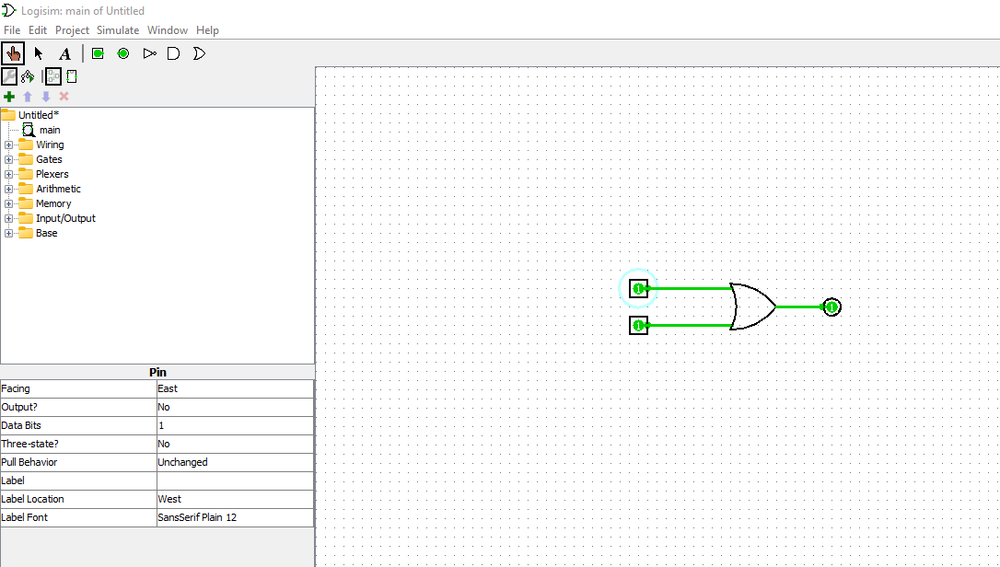 Logisim: main of Untitled
File Edit Project Simulate Window Help
A
Untitled*
main
Wiring
Gates
Plexers
Arithmetic
Memory
Input/Output
Base
Pin
Facing East
Output? No
Data Bits 1
Three-state? No
Pull Behavior Unchanged
Label
Label Location West
Label Font SansSerif Plain 12
1
1
1